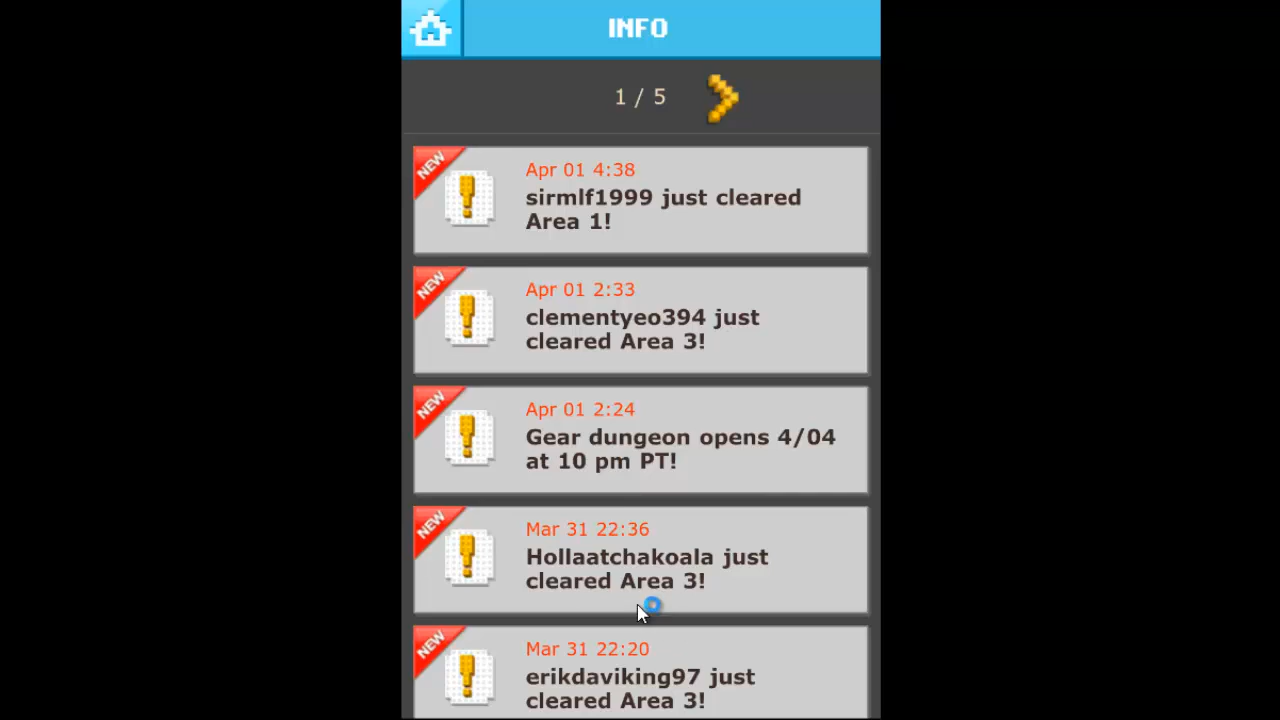 INFO
1 / 5
NEW
Apr 01 4:38
sirmlf1999 just cleared
Area 1!
NEW
Apr 01 2:33
clementyeo394 just
cleared Area 3!
NEW
Apr 01 2:24
Gear dungeon opens 4/04
at 10 pm PT!
NEW
Mar 31 22:36
Hollaatchakoala just
cleared Area 3!
NEW
Mar 31 22:20
erikdaviking97 just
cleared Area 3!